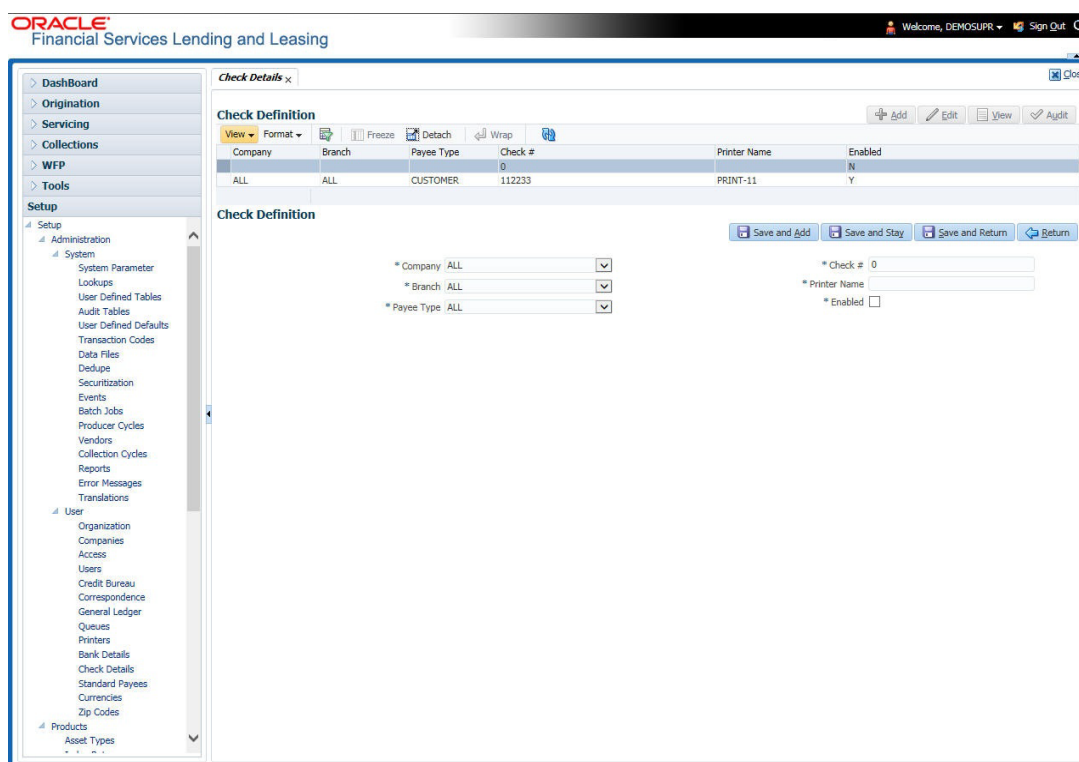 ORACLE
Financial Services Lending and Leasing
Welcome, DEMOSUPR
Sign Out
DashBoard
Origination
Servicing
Collections
WFP
Tools
Setup
Setup
Administration
System
System Parameter
Lookups
User Defined Tables
Audit Tables
User Defined Defaults
Transaction Codes
Data Files
Dedupe
Securitization
Events
Batch Jobs
Producer Cycles
Vendors
Collection Cycles
Reports
Error Messages
Translations
User
Organization
Companies
Access
Users
Credit Bureau
Correspondence
General Ledger
Queues
Printers
Bank Details
Check Details
Standard Payees
Currencies
Zip Codes
Products
Asset Types
Check Details x
Clos
Check Definition
Add Edit View Audit
View Format Freeze Detach Wrap
Company Branch Payee Type Check # Printer Name Enabled
0 N
ALL ALL CUSTOMER 112233 PRINT-11 Y
Check Definition
Save and Add Save and Stay Save and Return Return
* Company ALL
* Branch ALL
* Payee Type ALL
* Check # 0
* Printer Name
* Enabled